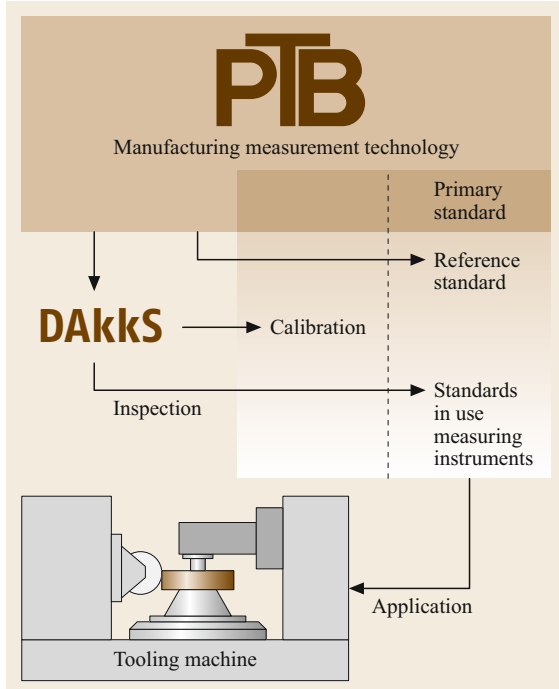 PTB
Manufacturing measurement technology
Primary
standard
Reference
standard
DAkkS
Calibration
Inspection
Standards
in use
measuring
instruments
Application
Tooling machine